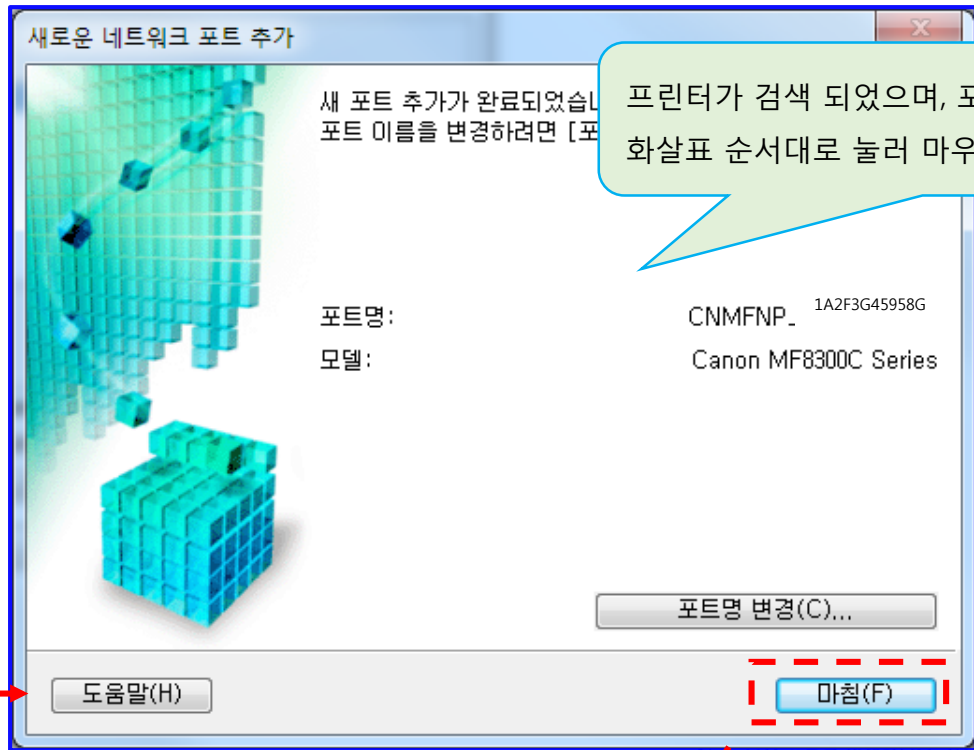 새로운 네트워크 포트 추가
새 포트 추가가 완료되었습
포트 이름을 변경하려면
프린터가 검색 되었으며,
화살표 순서대로 눌러
포트명: CNMFNP_ 1A2F3G45958G
모델: Canon MF8300C Series
포트명 변경(C)...
도움말(H) 마침(F)